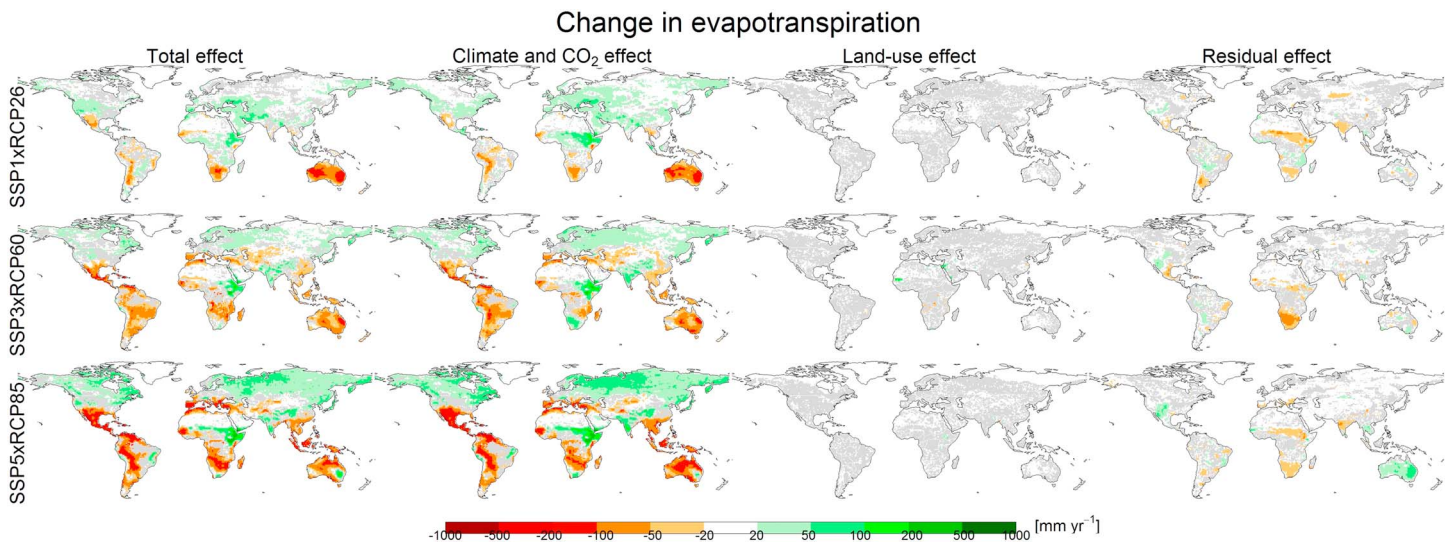 Change in evapotranspiration
Total effect
Climate and CO₂ effect
Land-use effect
Residual effect
SSP1xRCP26
SSP3xRCP60
SSP5xRCP85
-1000 -500 -200 -100 -50 -20 20 50 100 200 500 1000 [mm yr⁻¹]